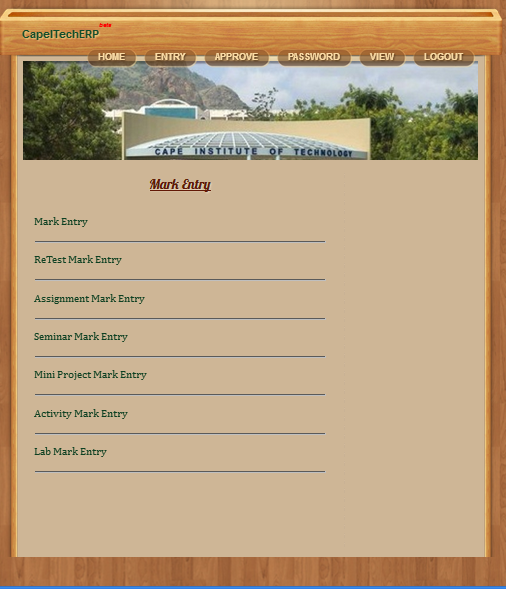 CapeITechERP beta
HOME ENTRY APPROVE PASSWORD VIEW LOGOUT
CAPE INSTITUTE OF TECHNOLOGY
Mark Entry
Mark Entry
ReTest Mark Entry
Assignment Mark Entry
Seminar Mark Entry
Mini Project Mark Entry
Activity Mark Entry
Lab Mark Entry